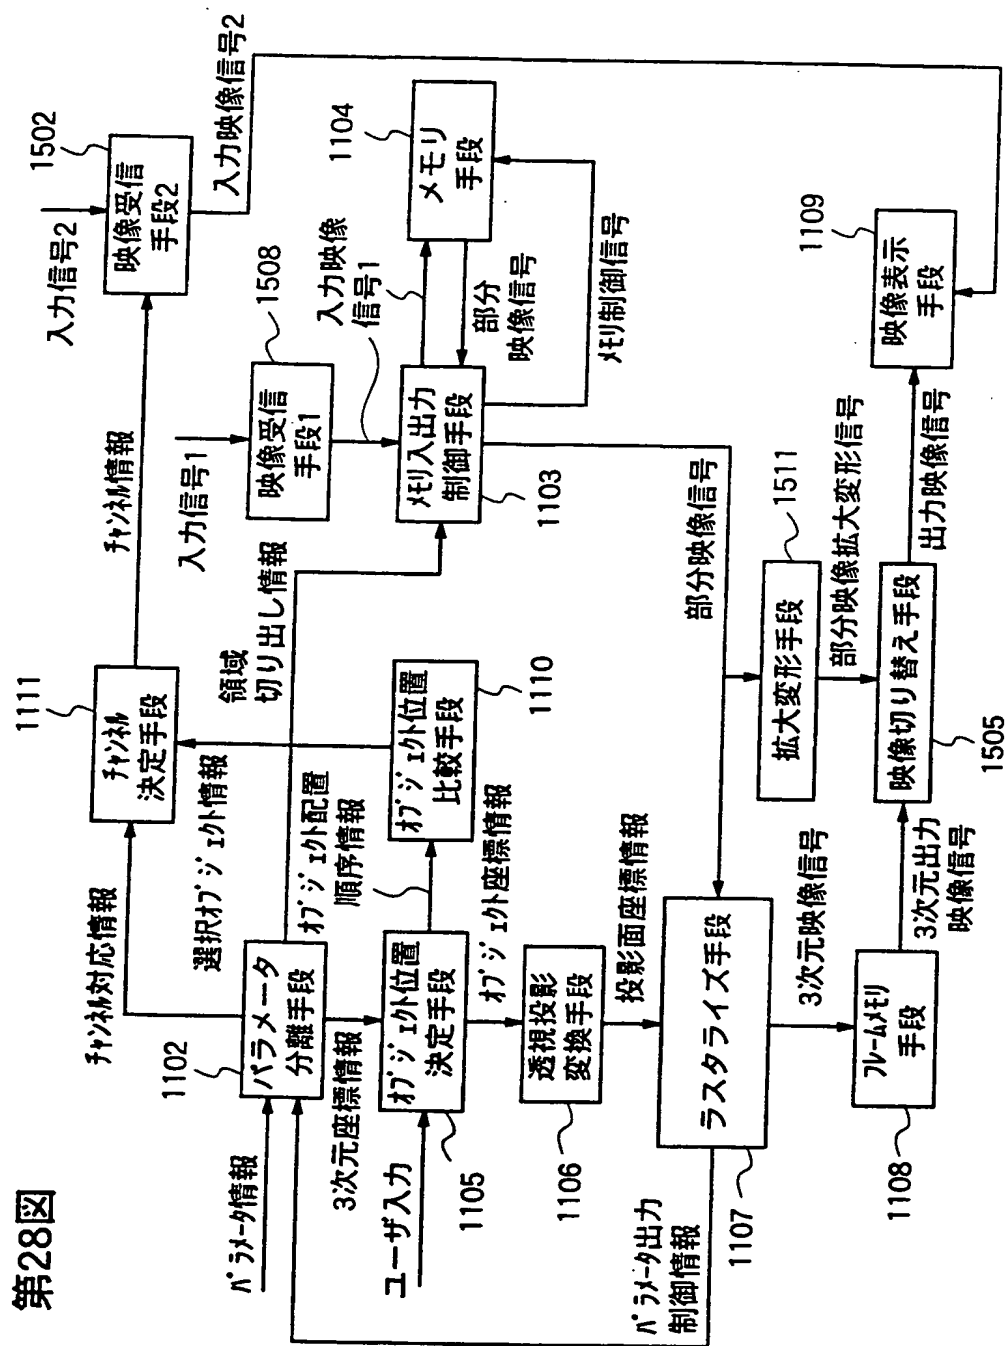 第28図
パラメータ情報
1102
パラメータ
分離手段
チャンネル対応情報
1111
チャンネル
決定手段
チャンネル情報
入力信号2
1502
映像受信
手段2
入力映像信号2
選択オブジェクト情報
領域
切り出し情報
入力信号1
1508
映像受信
手段1
入力映像
信号1
1104
メモリ
手段
部分
映像信号
メモリ制御信号
メモリ入出力
制御手段
1103
3次元座標情報
オブジェクト配置
順序情報
オブジェクト位置
比較手段
1110
ユーザ入力
オブジェクト位置
決定手段
1105
オブジェクト座標情報
透視投影
変換手段
1106
投影面座標情報
部分映像信号
パラメータ出力
制御情報
ラスタライズ手段
1107
3次元映像信号
拡大変形手段
1511
部分映像拡大変形信号
フレームメモリ
手段
1108
3次元出力
映像信号
映像切り替え手段
1505
出力映像信号
映像表示
手段
1109